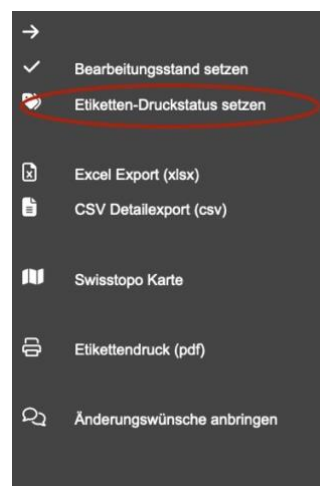 Bearbeitungsstand setzen
Etiketten-Druckstatus setzen
Excel Export (xlsx)
CSV Detailexport (csv)
Swisstopo Karte
Etikettendruck (pdf)
Änderungswünsche anbringen